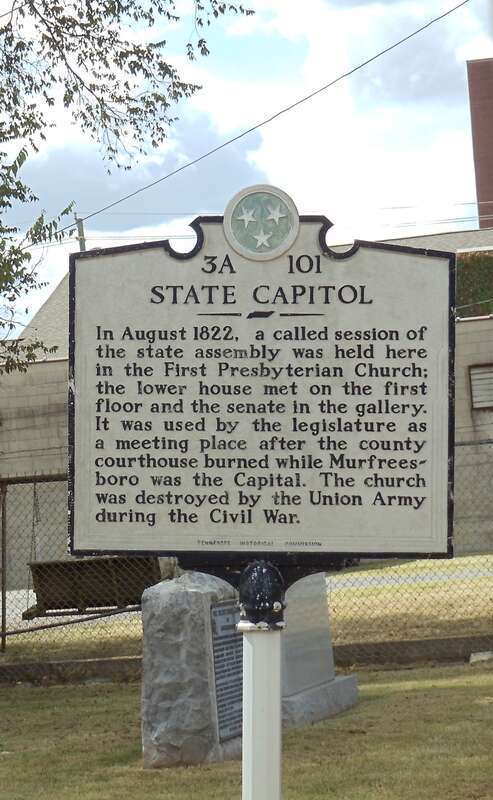 3A 101
STATE CAPITOL
In August 1822, a called session of
the state assembly was held here
in the First Presbyterian Church;
the lower house met on the first
floor and the senate in the gallery.
It was used by the legislature as
a meeting place after the county
courthouse burned while Murfrees-
boro was the Capital. The church
was destroyed by the Union Army
during the Civil War.
TENNESSEE HISTORICAL COMMISSION